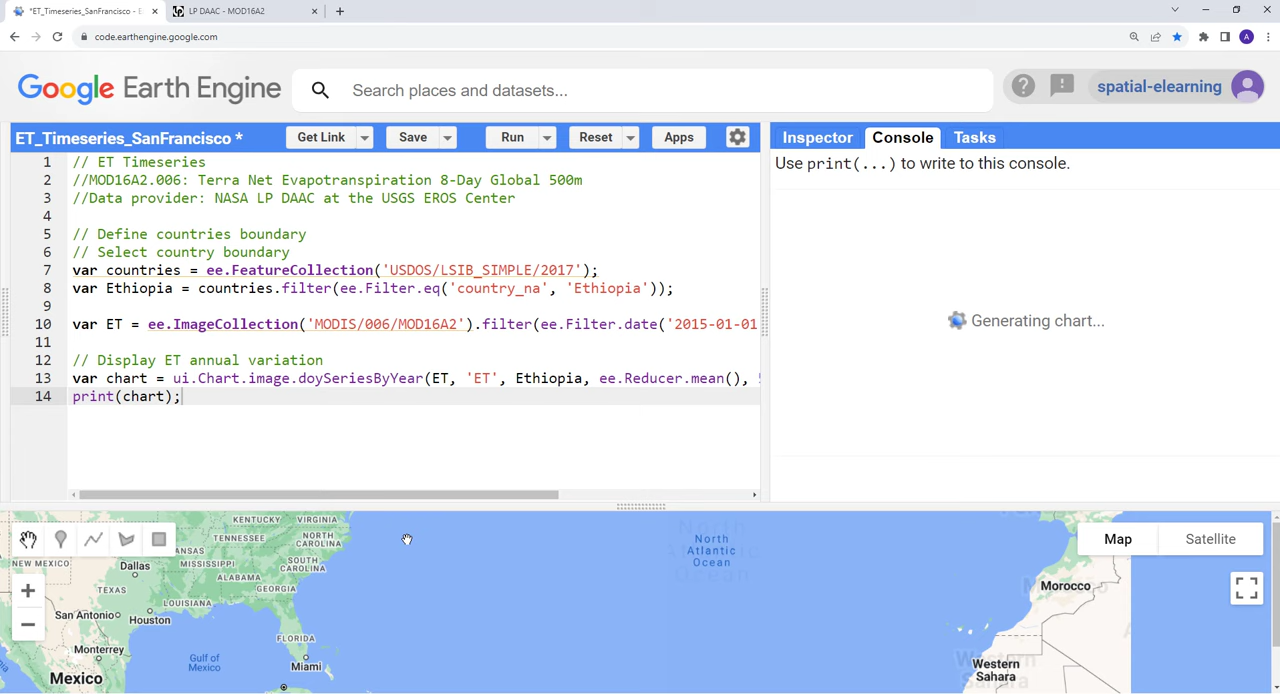 *ET_Timeseries_SanFrancisco - E
LP DAAC - MOD16A2
code.earthengine.google.com
A
Google Earth Engine
Search places and datasets...
spatial-elearning
ET_Timeseries_SanFrancisco *
Get Link
Save
Run
Reset
Apps
Inspector
Console
Tasks
1 // ET Timeseries
2 //MOD16A2.006: Terra Net Evapotranspiration 8-Day Global 500m
3 //Data provider: NASA LP DAAC at the USGS EROS Center
4
5 // Define countries boundary
6 // Select country boundary
7 var countries = ee.FeatureCollection('USDOS/LSIB_SIMPLE/2017');
8 var Ethiopia = countries.filter(ee.Filter.eq('country_na', 'Ethiopia'));
9
10 var ET = ee.ImageCollection('MODIS/006/MOD16A2').filter(ee.Filter.date('2015-01-01
11
12 // Display ET annual variation
13 var chart = ui.Chart.image.doySeriesByYear(ET, 'ET', Ethiopia, ee.Reducer.mean(), 5
14 print(chart);
Use print(...) to write to this console.
Generating chart...
KENTUCKY
VIRGINIA
NORTH
CAROLINA
TENNESSEE
ANSAS
MISSISSIPPI
SOUTH
CAROLINA
ALABAMA
GEORGIA
NEW MEXICO
Dallas
TEXAS
LOUISIANA
San Antonio
Houston
FLORIDA
Monterrey
Gulf of
Mexico
Miami
Mexico
North
Atlantic
Ocean
Morocco
Western
Sahara
Map
Satellite